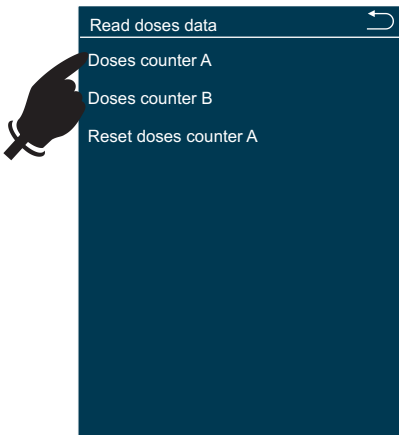 Read doses data
Doses counter A
Doses counter B
Reset doses counter A